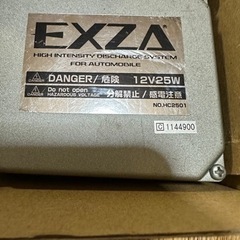 EXZA
HIGH INTENSITY DISCHARGE SYSTEM
FOR AUTOMOBILE
DANGER/危険 12V25W
Do not open
HAZARDOUS VOLTAGE
分解禁止/感電注意
NO.HC2501
C 1144900